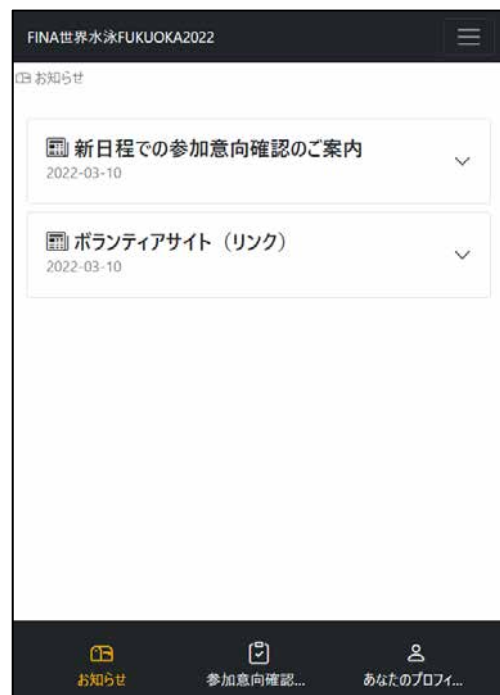 FINA世界水泳FUKUOKA2022
お知らせ
新日程での参加意向確認のご案内
2022-03-10
ボランティアサイト（リンク）
2022-03-10
お知らせ
参加意向確認...
あなたのプロフィ...